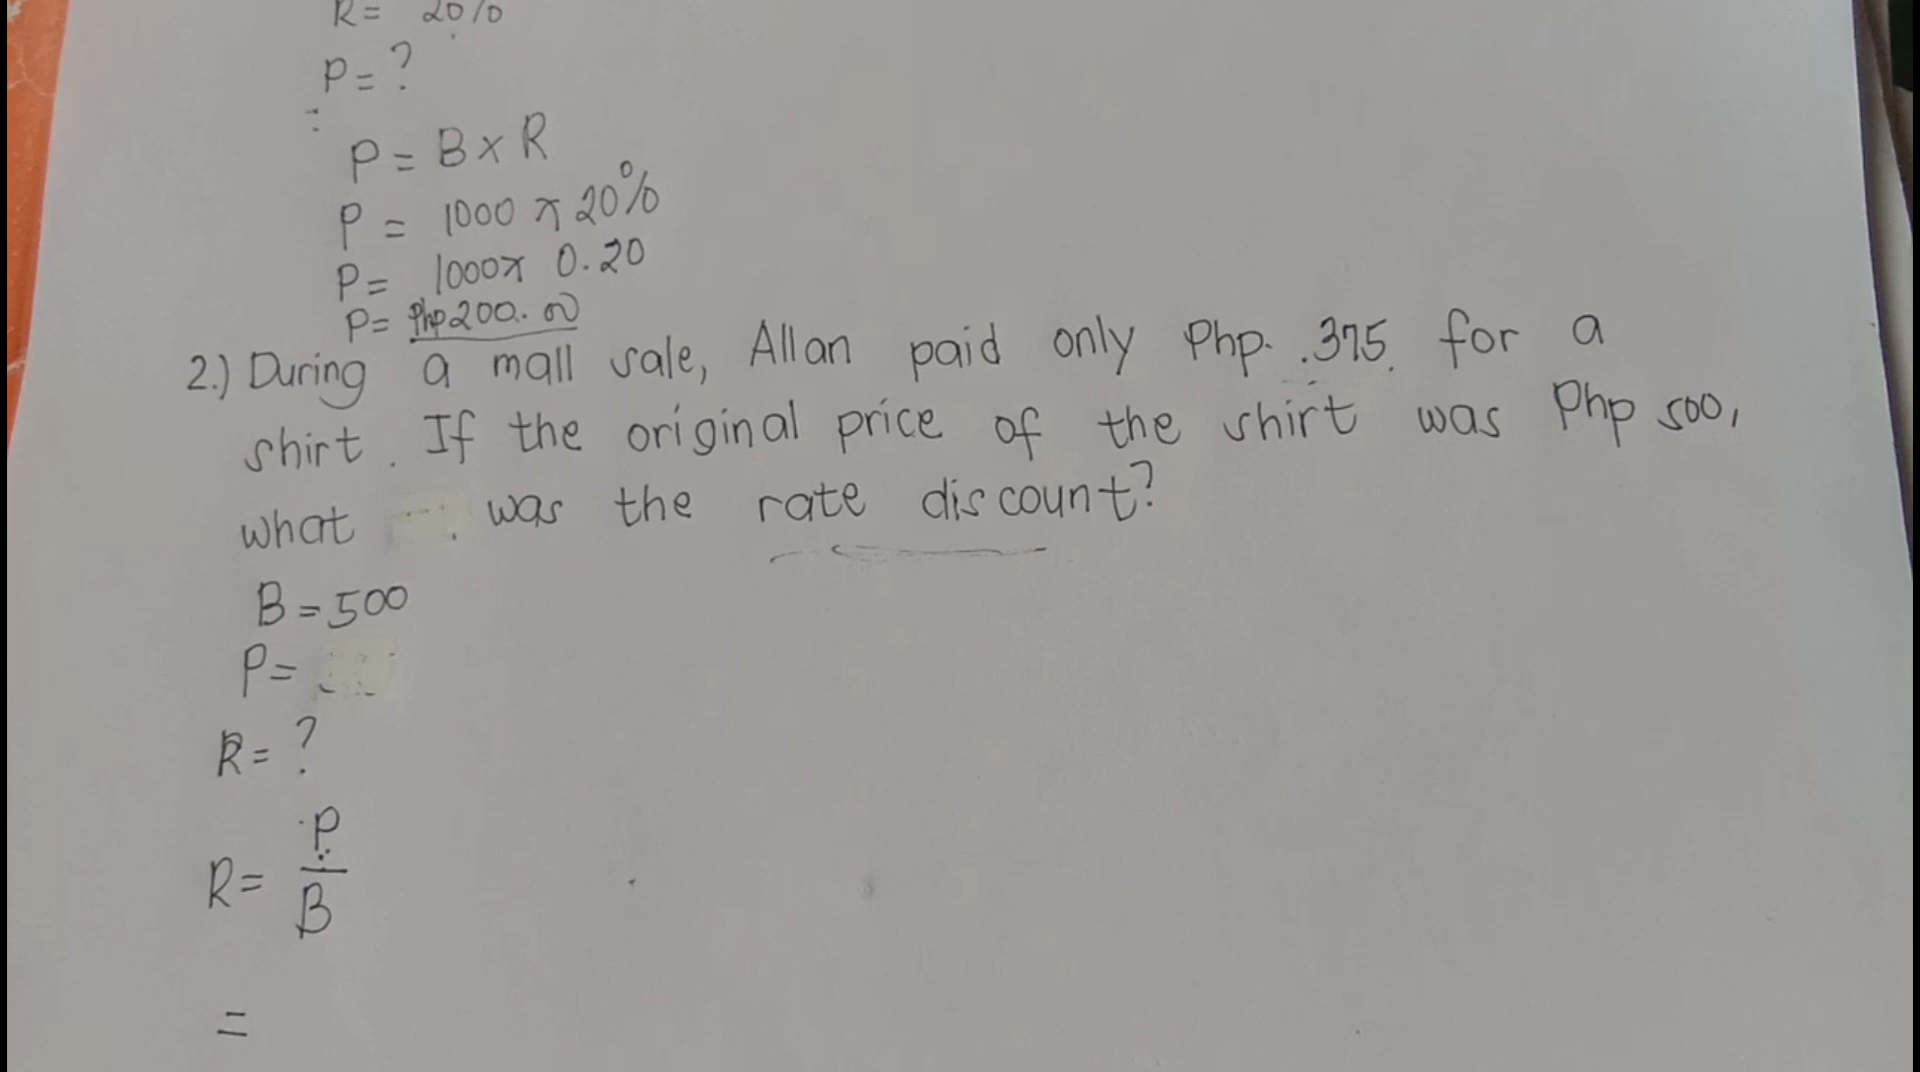 R= 20%
P=?
P= B x R
P= 1000 x 20%
P= 1000x 0.20
P= Php200.00
2.) During a mall sale, Allan paid only Php. 375. for a
shirt. If the original price of the shirt was Php 500,
what was the rate discount?
B=500
P=
R= ?
R= P
B
=